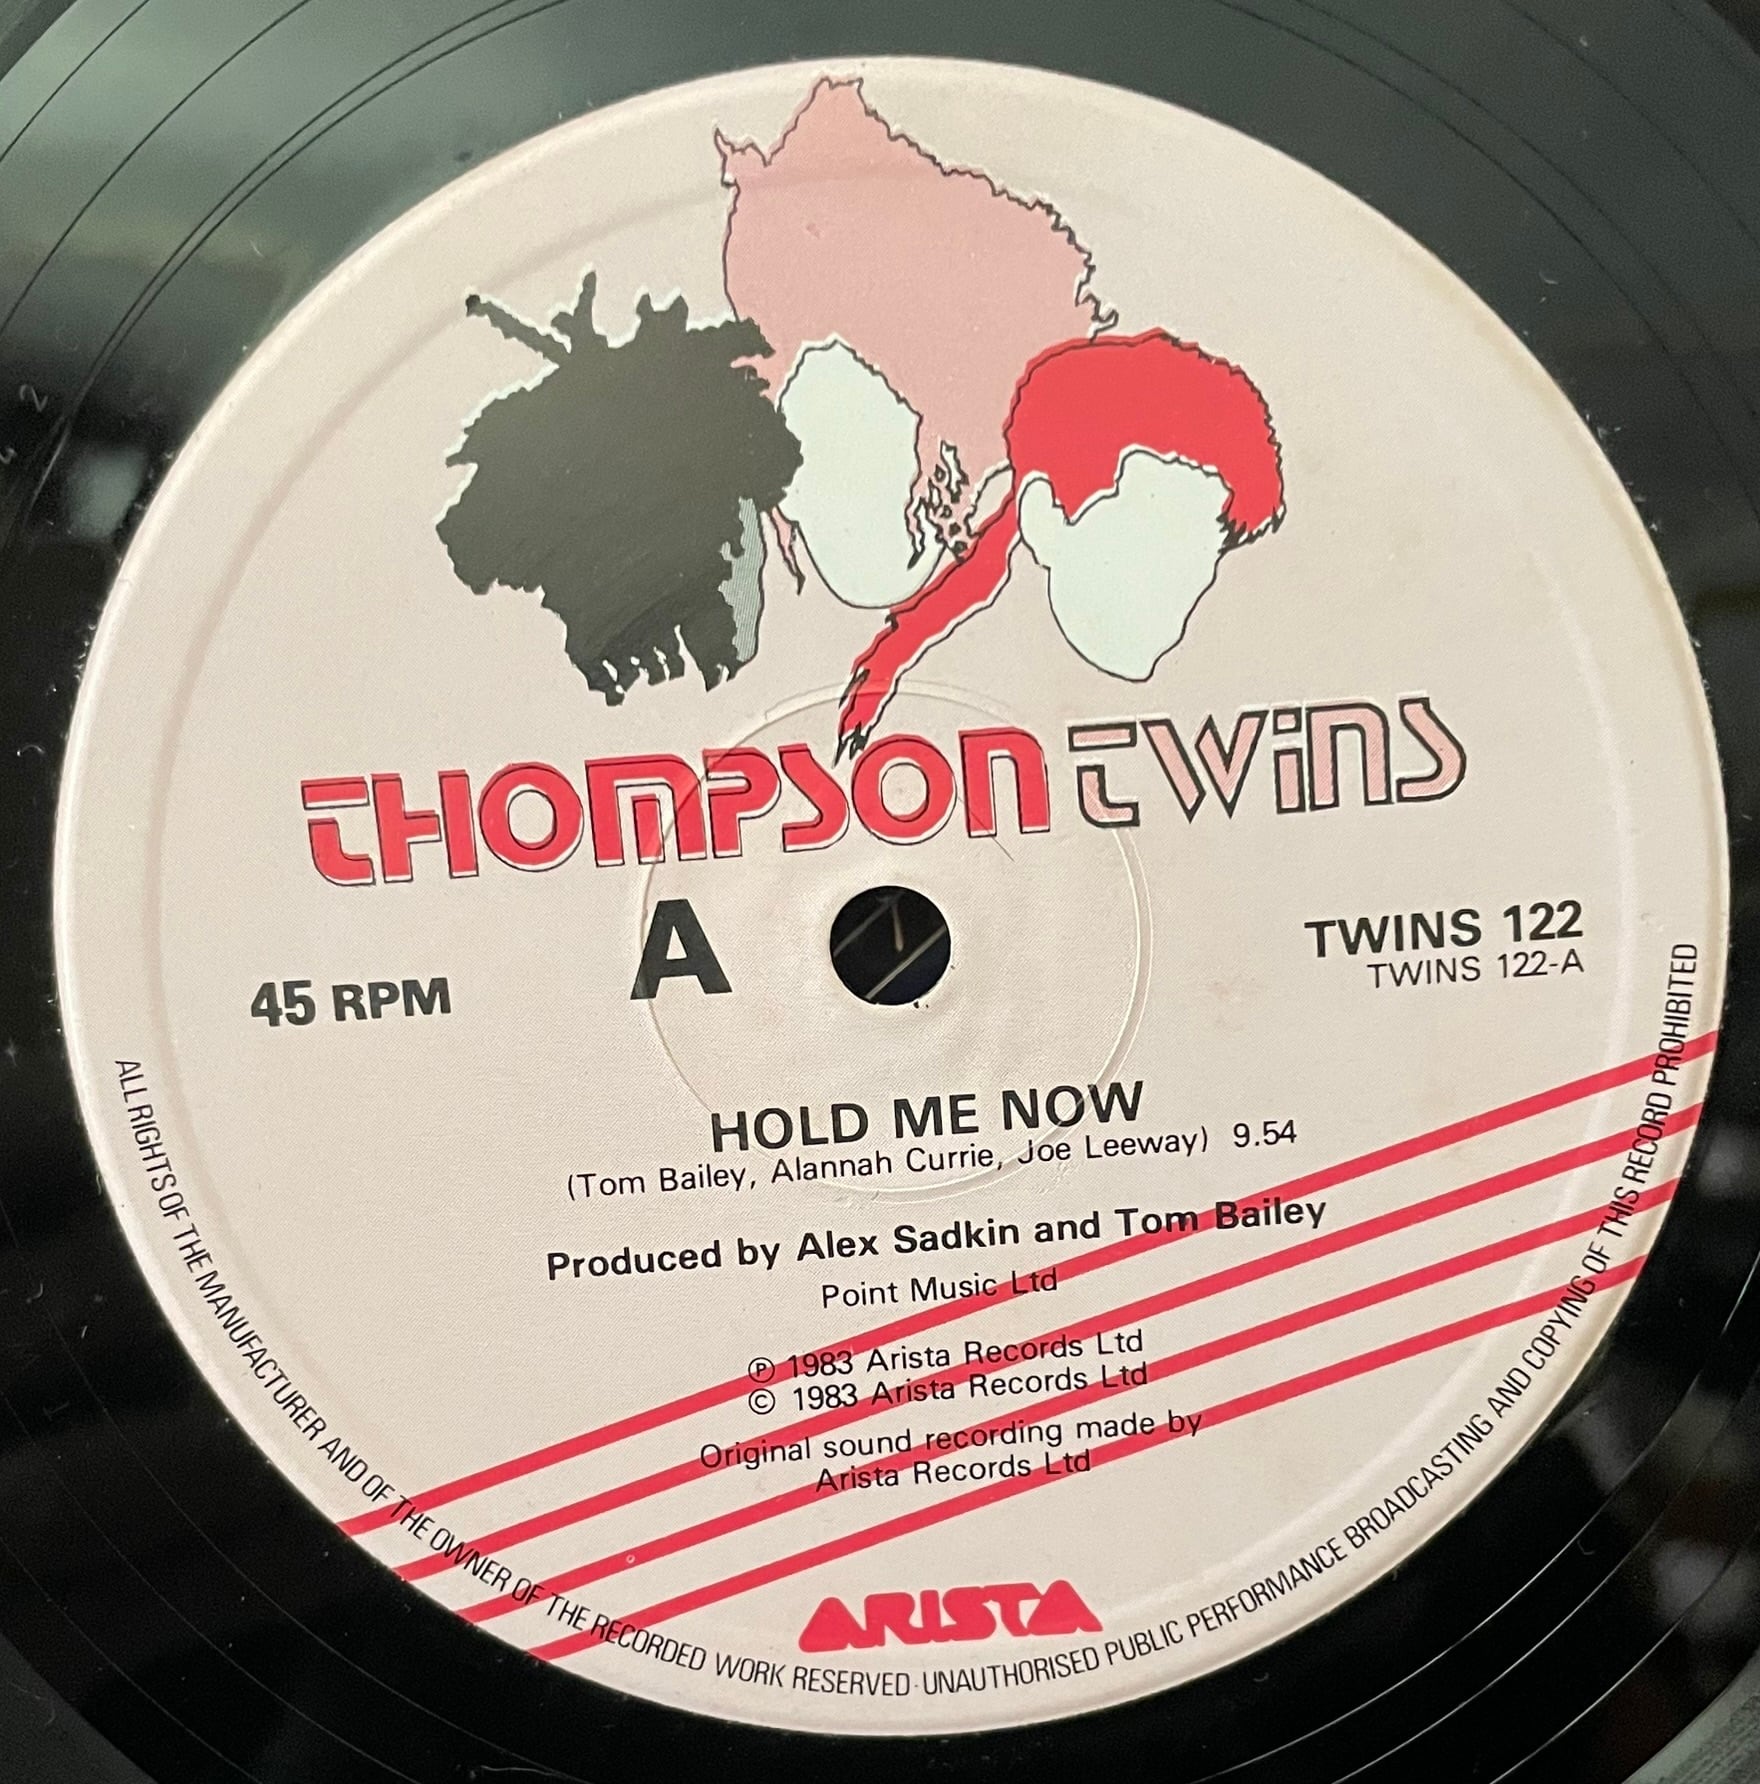 THOMPSON TWINS
A
TWINS 122
TWINS 122-A
45 RPM
HOLD ME NOW
(Tom Bailey, Alannah Currie, Joe Leeway) 9.54
Produced by Alex Sadkin and Tom Bailey
Point Music Ltd
℗ 1983 Arista Records Ltd
© 1983 Arista Records Ltd
Original sound recording made by
Arista Records Ltd
ARISTA
ALL RIGHTS OF THE MANUFACTURER AND OF THE OWNER OF THE RECORDED WORK RESERVED · UNAUTHORISED PUBLIC PERFORMANCE BROADCASTING AND COPYING OF THIS RECORD PROHIBITED